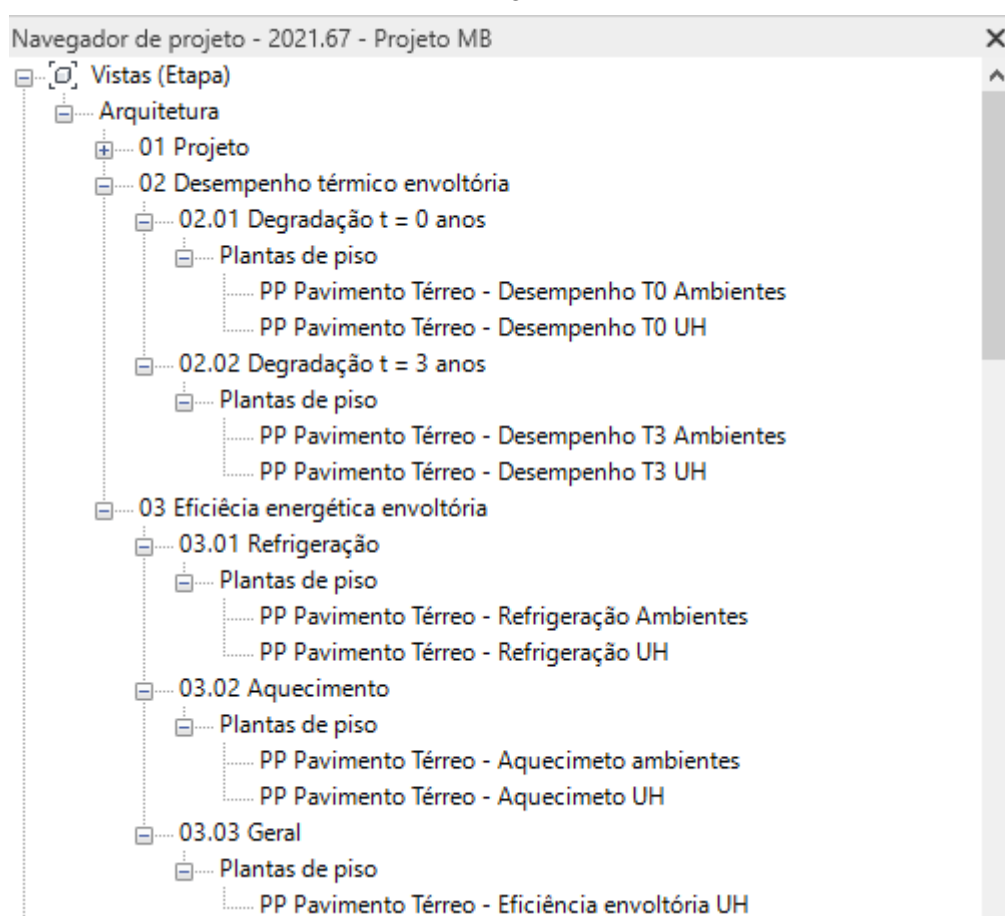 Navegador de projeto - 2021.67 - Projeto MB
Vistas (Etapa)
Arquitetura
01 Projeto
02 Desempenho térmico envoltória
02.01 Degradação t = 0 anos
Plantas de piso
PP Pavimento Térreo - Desempenho T0 Ambientes
PP Pavimento Térreo - Desempenho T0 UH
02.02 Degradação t = 3 anos
Plantas de piso
PP Pavimento Térreo - Desempenho T3 Ambientes
PP Pavimento Térreo - Desempenho T3 UH
03 Eficiêcia energética envoltória
03.01 Refrigeração
Plantas de piso
PP Pavimento Térreo - Refrigeração Ambientes
PP Pavimento Térreo - Refrigeração UH
03.02 Aquecimento
Plantas de piso
PP Pavimento Térreo - Aquecimeto ambientes
PP Pavimento Térreo - Aquecimeto UH
03.03 Geral
Plantas de piso
PP Pavimento Térreo - Eficiência envoltória UH